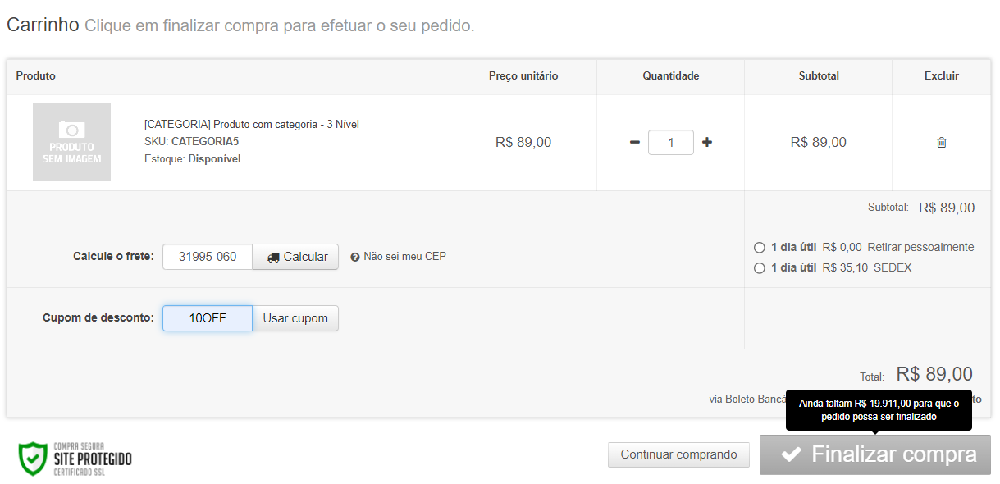 Carrinho Clique em finalizar compra para efetuar o seu pedido.
Produto Preço unitário Quantidade Subtotal Excluir
PRODUTO
SEM IMAGEM
[CATEGORIA] Produto com categoria - 3 Nível
SKU: CATEGORIA5
Estoque: Disponível
R$ 89,00 1 R$ 89,00
Subtotal: R$ 89,00
Calcule o frete: 31995-060 Calcular Não sei meu CEP
1 dia útil R$ 0,00 Retirar pessoalmente
1 dia útil R$ 35,10 SEDEX
Cupom de desconto: 10OFF Usar cupom
Total: R$ 89,00
via Boleto
Ainda faltam R$ 19.911,00 para que o
pedido possa ser finalizado
COMPRA SEGURA
SITE PROTEGIDO
CERTIFICADO SSL
Continuar comprando Finalizar compra